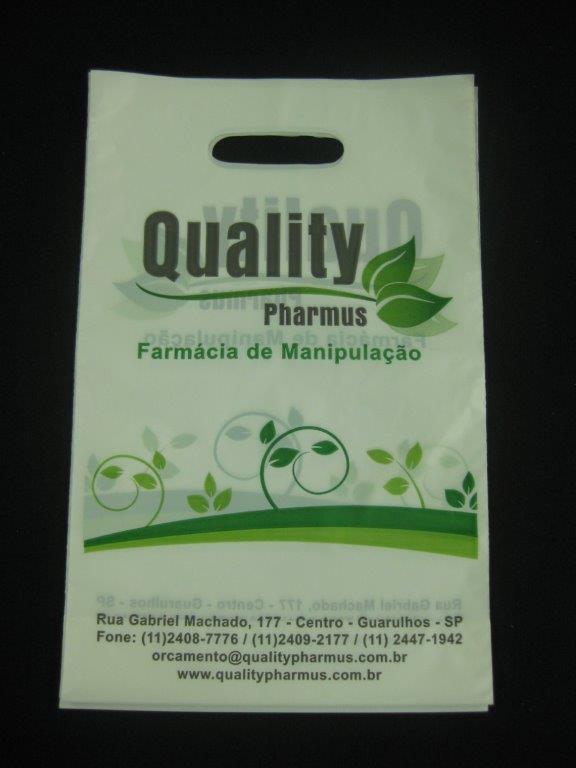 Quality
Pharmus
Farmácia de Manipulação
Rua Gabriel Machado, 177 - Centro - Guarulhos - SP
Fone: (11)2408-7776 / (11)2409-2177 / (11) 2447-1942
orcamento@qualitypharmus.com.br
www.qualitypharmus.com.br